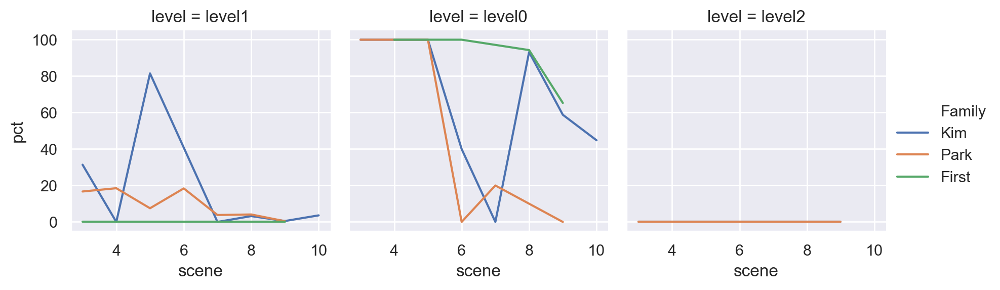 level = level1
level = level0
level = level2
pct
100
80
60
40
20
0
4 6 8 10
4 6 8 10
4 6 8 10
scene
scene
scene
Family
Kim
Park
First